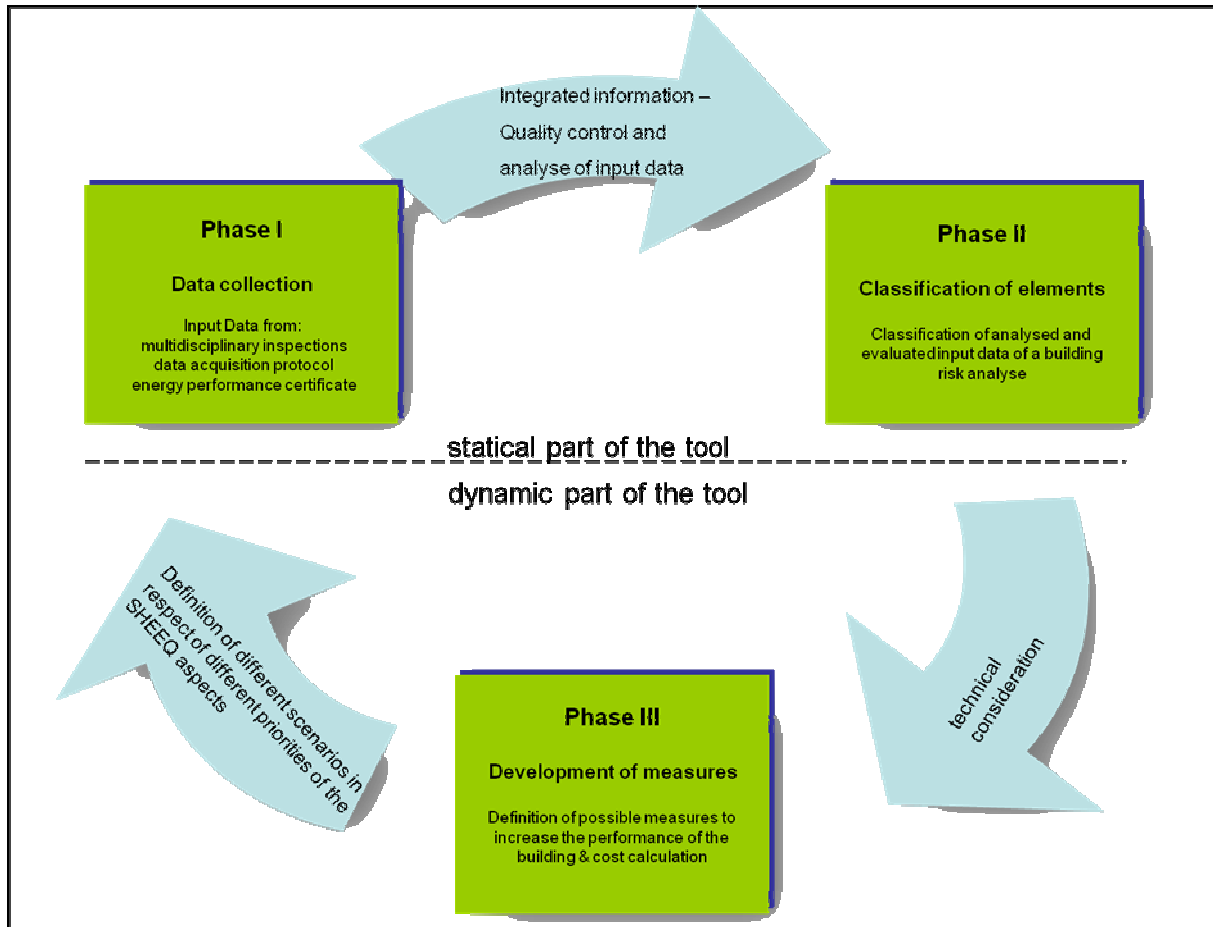 Integrated information –
Quality control and
analyse of input data
Phase I
Data collection
Input Data from:
multidisciplinary inspections
data acquisition protocol
energy performance certificate
Phase II
Classification of elements
Classification of analysed and
evaluated input data of a building
risk analyse
statical part of the tool
dynamic part of the tool
technical
consideration
Phase III
Development of measures
Definition of possible measures to
increase the performance of the
building & cost calculation
Definition of different scenarios in
respect of different priorities of the
SHEEQ aspects